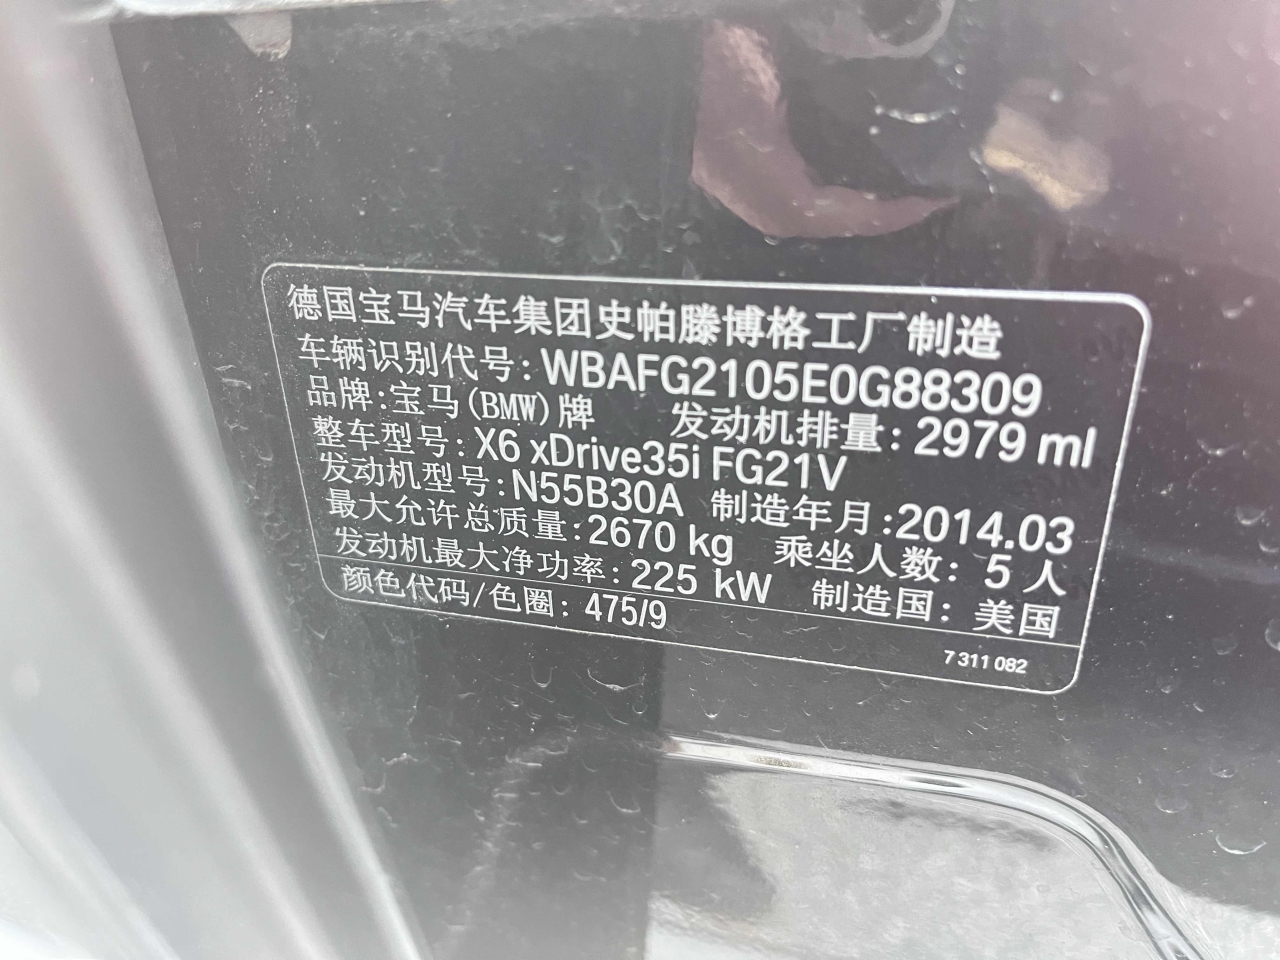 德国宝马汽车集团史帕滕博格工厂制造
车辆识别代号: WBAFG2105E0G88309
品牌:宝马(BMW)牌 发动机排量: 2979 ml
整车型号: X6 xDrive35i FG21V
发动机型号: N55B30A 制造年月:2014.03
最大允许总质量:2670 kg 乘坐人数: 5 人
发动机最大净功率: 225 kW 制造国: 美国
颜色代码/色圈: 475/9
7 311 082